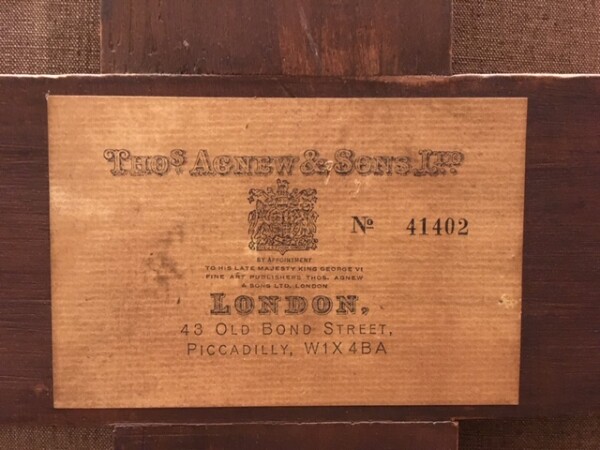 THOS AGNEW & SONS LTD
No 41402
BY APPOINTMENT
TO HIS LATE MAJESTY KING GEORGE VI
FINE ART PUBLISHERS THOS. AGNEW
& SONS LTD. LONDON
LONDON,
43 OLD BOND STREET,
PICCADILLY, W1X 4BA